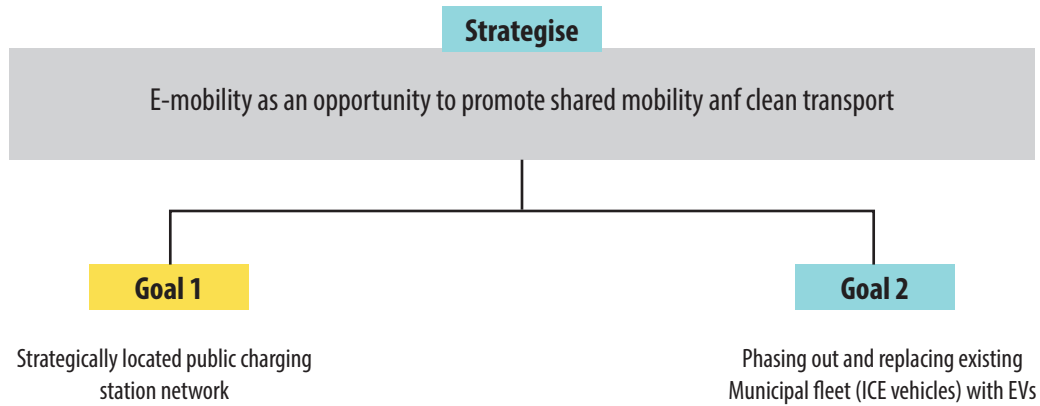 Strategise
E-mobility as an opportunity to promote shared mobility anf clean transport
Goal 1
Strategically located public charging
station network
Goal 2
Phasing out and replacing existing
Municipal fleet (ICE vehicles) with EVs